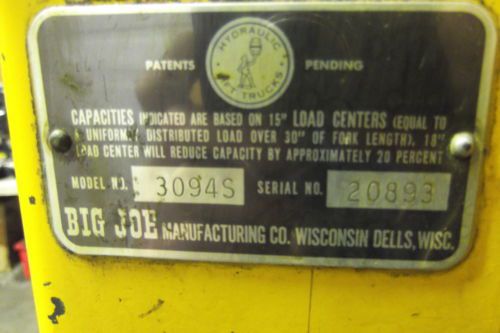 HYDRAULIC
PATENTS PENDING
LIFT TRUCKS
CAPACITIES INDICATED ARE BASED ON 15" LOAD CENTERS (EQUAL TO
A UNIFORMLY DISTRIBUTED LOAD OVER 30" OF FORK LENGTH). 18"
LOAD CENTER WILL REDUCE CAPACITY BY APPROXIMATELY 20 PERCENT
MODEL NO. 3094S SERIAL NO. 20893
BIG JOE MANUFACTURING CO. WISCONSIN DELLS, WISC.